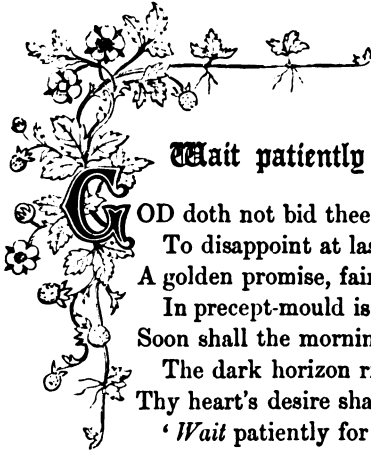 Wait patiently
GOD doth not bid thee
To disappoint at las
A golden promise, fair
In precept-mould is
Soon shall the mornin
The dark horizon r
Thy heart's desire sha
‘ Wait patiently for